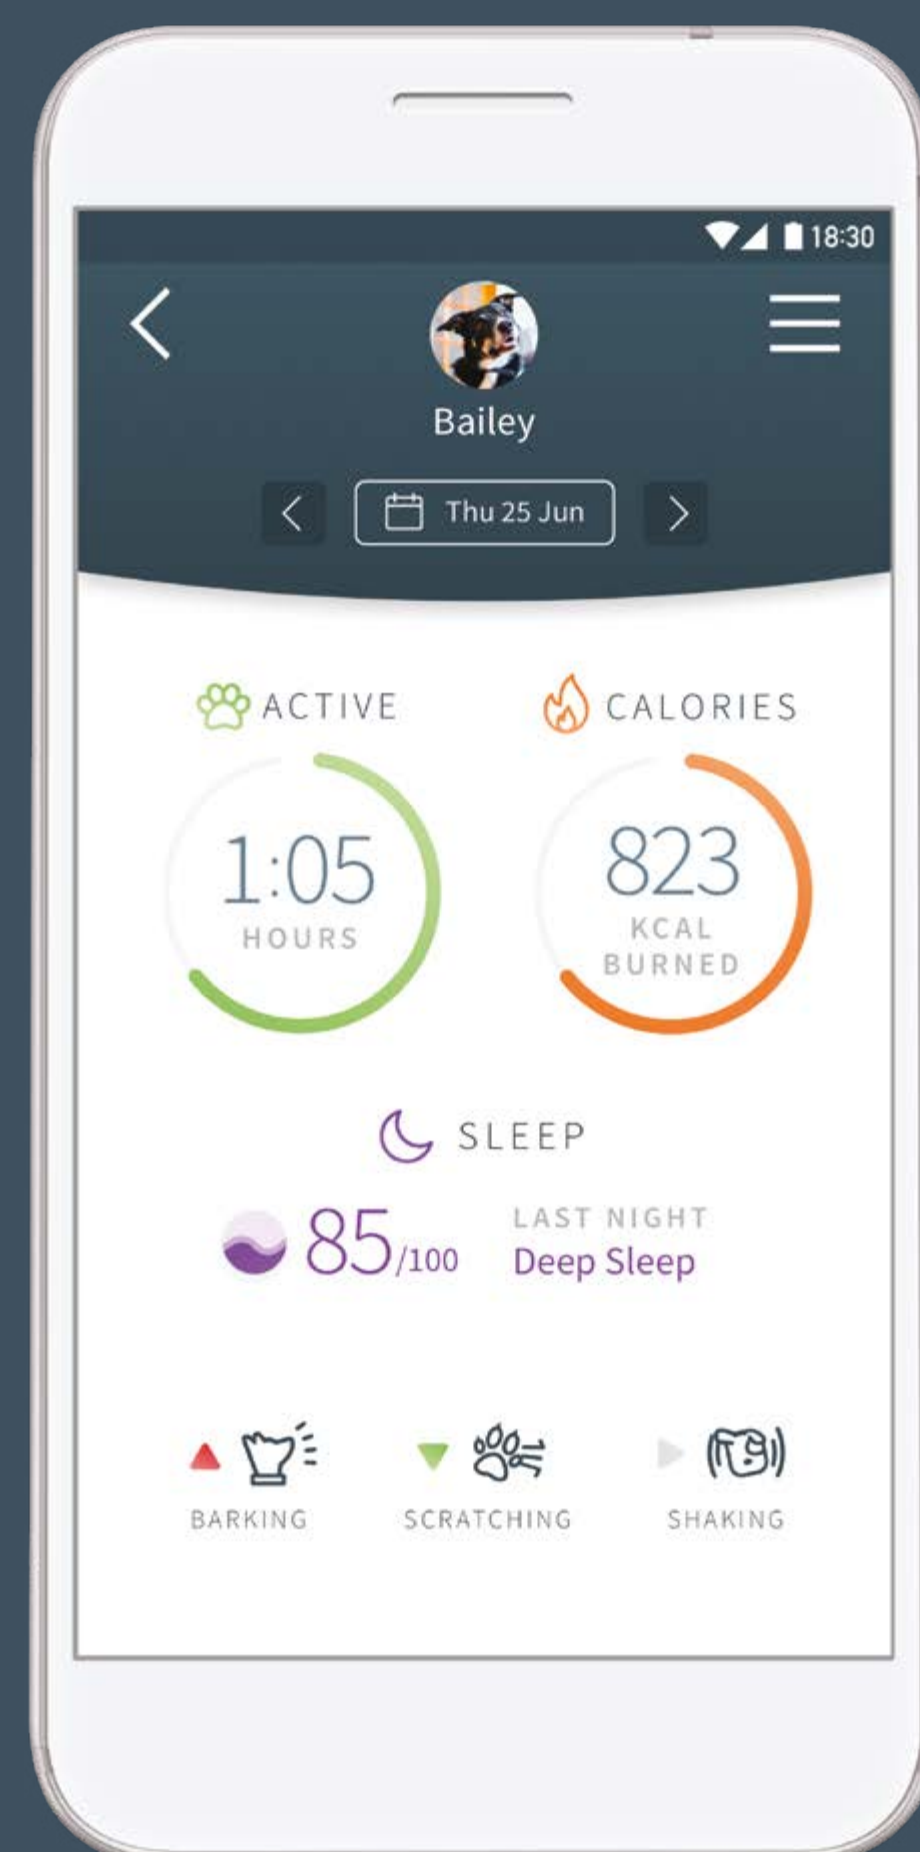 18:30
Bailey
Thu 25 Jun
ACTIVE
CALORIES
1:05
HOURS
823
KCAL
BURNED
SLEEP
85/100
LAST NIGHT
Deep Sleep
BARKING
SCRATCHING
SHAKING